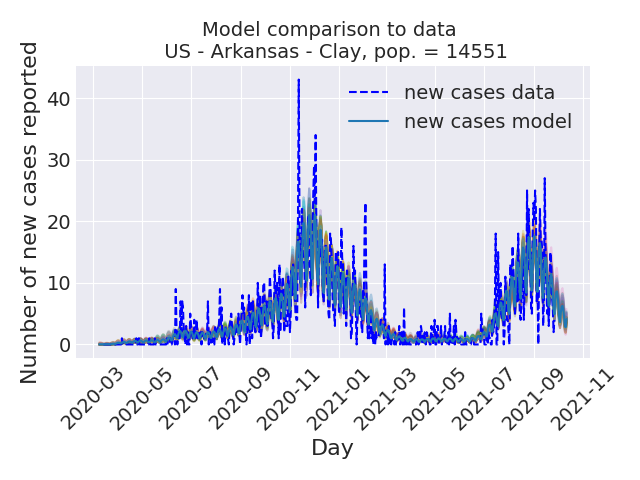 Model comparison to data
US - Arkansas - Clay, pop. = 14551
Number of new cases reported
40
30
20
10
0
new cases data
new cases model
2020-03
2020-05
2020-07
2020-09
2020-11
2021-01
2021-03
2021-05
2021-07
2021-09
2021-11
Day